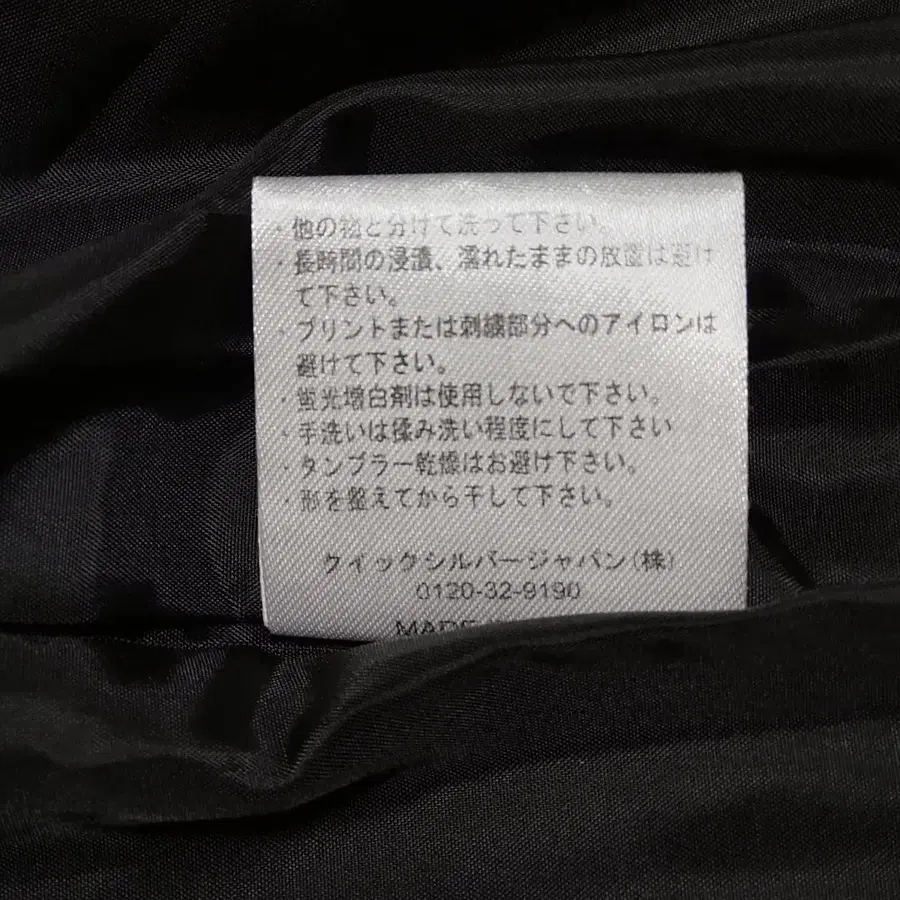 ・他の物と分けて洗って下さい。
・長時間の浸漬、濡れたままの放置は避け
て下さい。
・プリントまたは刺繍部分へのアイロンは
避けて下さい。
・蛍光増白剤は使用しないで下さい。
・手洗いは揉み洗い程度にして下さい
・タンブラー乾燥はお避け下さい。
・形を整えてから干して下さい。
クイックシルバージャパン(株)
0120-32-9190
MADE